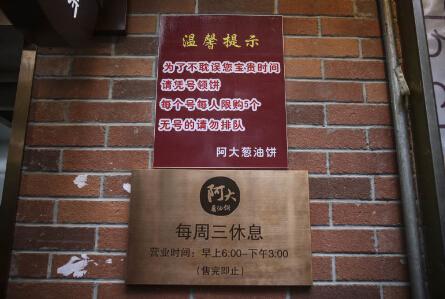 温馨提示
为了不耽误您宝贵时间
请凭号领饼
每个号每人限购5个
无号的请勿排队
阿大葱油饼
阿大
葱油饼
每周三休息
营业时间：早上6:00-下午3:00
(售完即止)